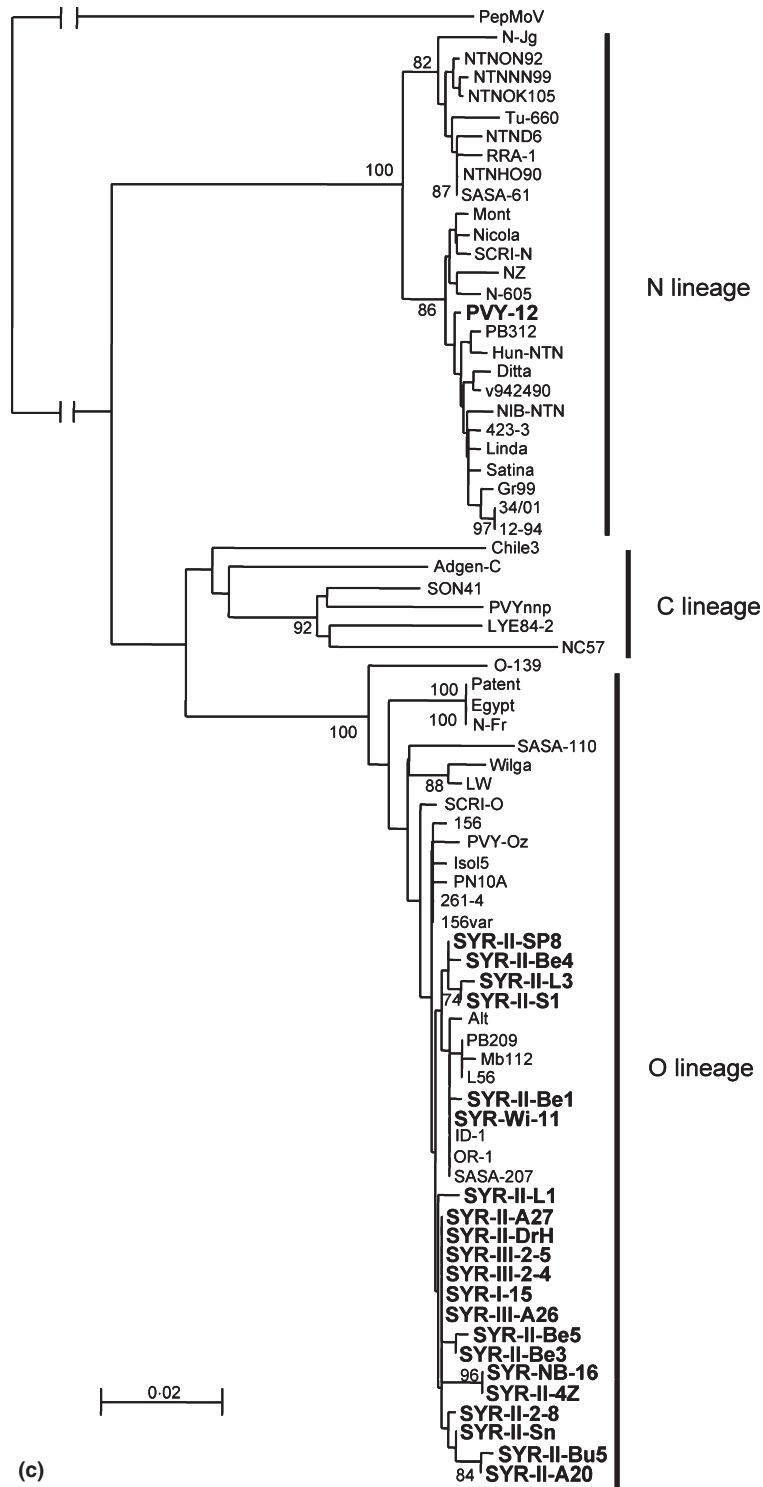 PepMoV
N-Jg
82
NTNON92
NTNNN99
NTNOK105
Tu-660
NTND6
RRA-1
100
NTNHO90
87
SASA-61
Mont
Nicola
SCRI-N
NZ
N lineage
N-605
86
PVY-12
PB312
Hun-NTN
Ditta
v942490
NIB-NTN
423-3
Linda
Satina
Gr99
34/01
97
12-94
Chile3
Adgen-C
SON41
PVYnnp
C lineage
92
LYE84-2
NC57
O-139
100
Patent
Egypt
100
N-Fr
100
SASA-110
Wilga
88
LW
SCRI-O
156
PVY-Oz
Isol5
PN10A
261-4
156var
SYR-II-SP8
SYR-II-Be4
SYR-II-L3
74
SYR-II-S1
Alt
PB209
Mb112
O lineage
L56
SYR-II-Be1
SYR-Wi-11
ID-1
OR-1
SASA-207
SYR-II-L1
SYR-II-A27
SYR-II-DrH
SYR-III-2-5
SYR-III-2-4
SYR-I-15
SYR-III-A26
SYR-II-Be5
SYR-II-Be3
96
SYR-NB-16
SYR-II-4Z
0·02
SYR-II-2-8
SYR-II-Sn
SYR-II-Bu5
84
SYR-II-A20
(c)